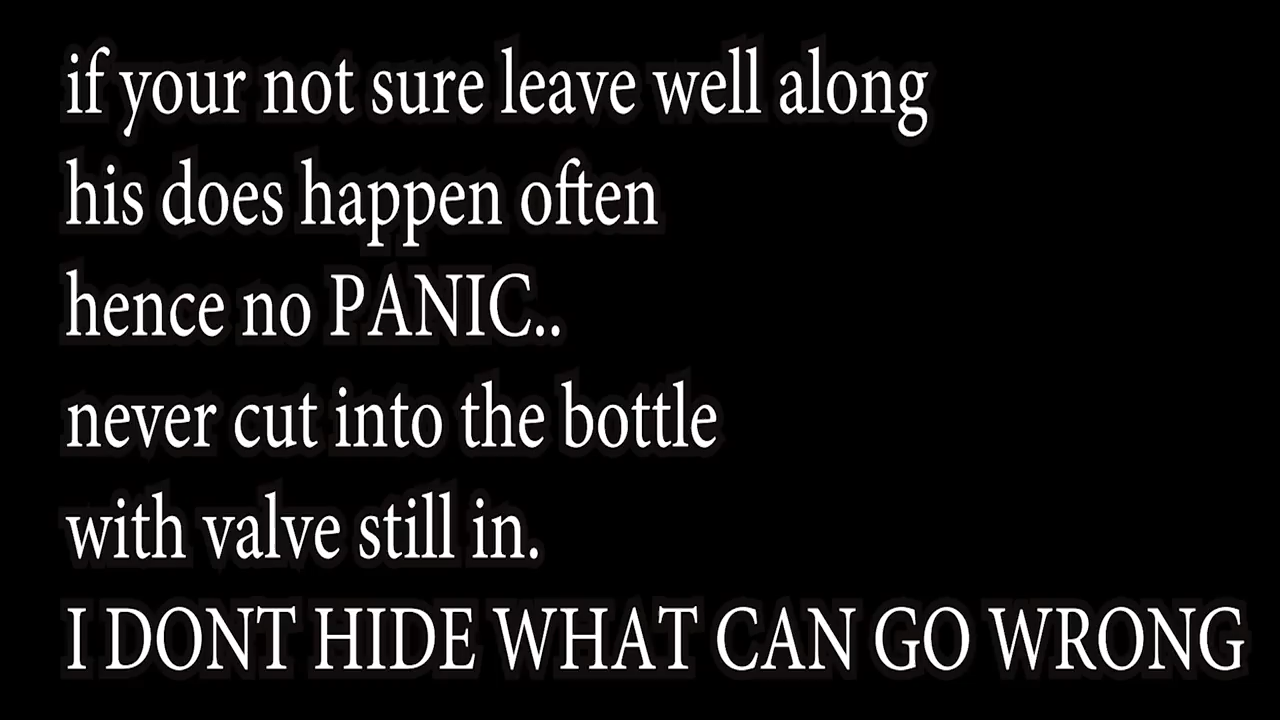 if your not sure leave well along
his does happen often
hence no PANIC..
never cut into the bottle
with valve still in.
I DONT HIDE WHAT CAN GO WRONG